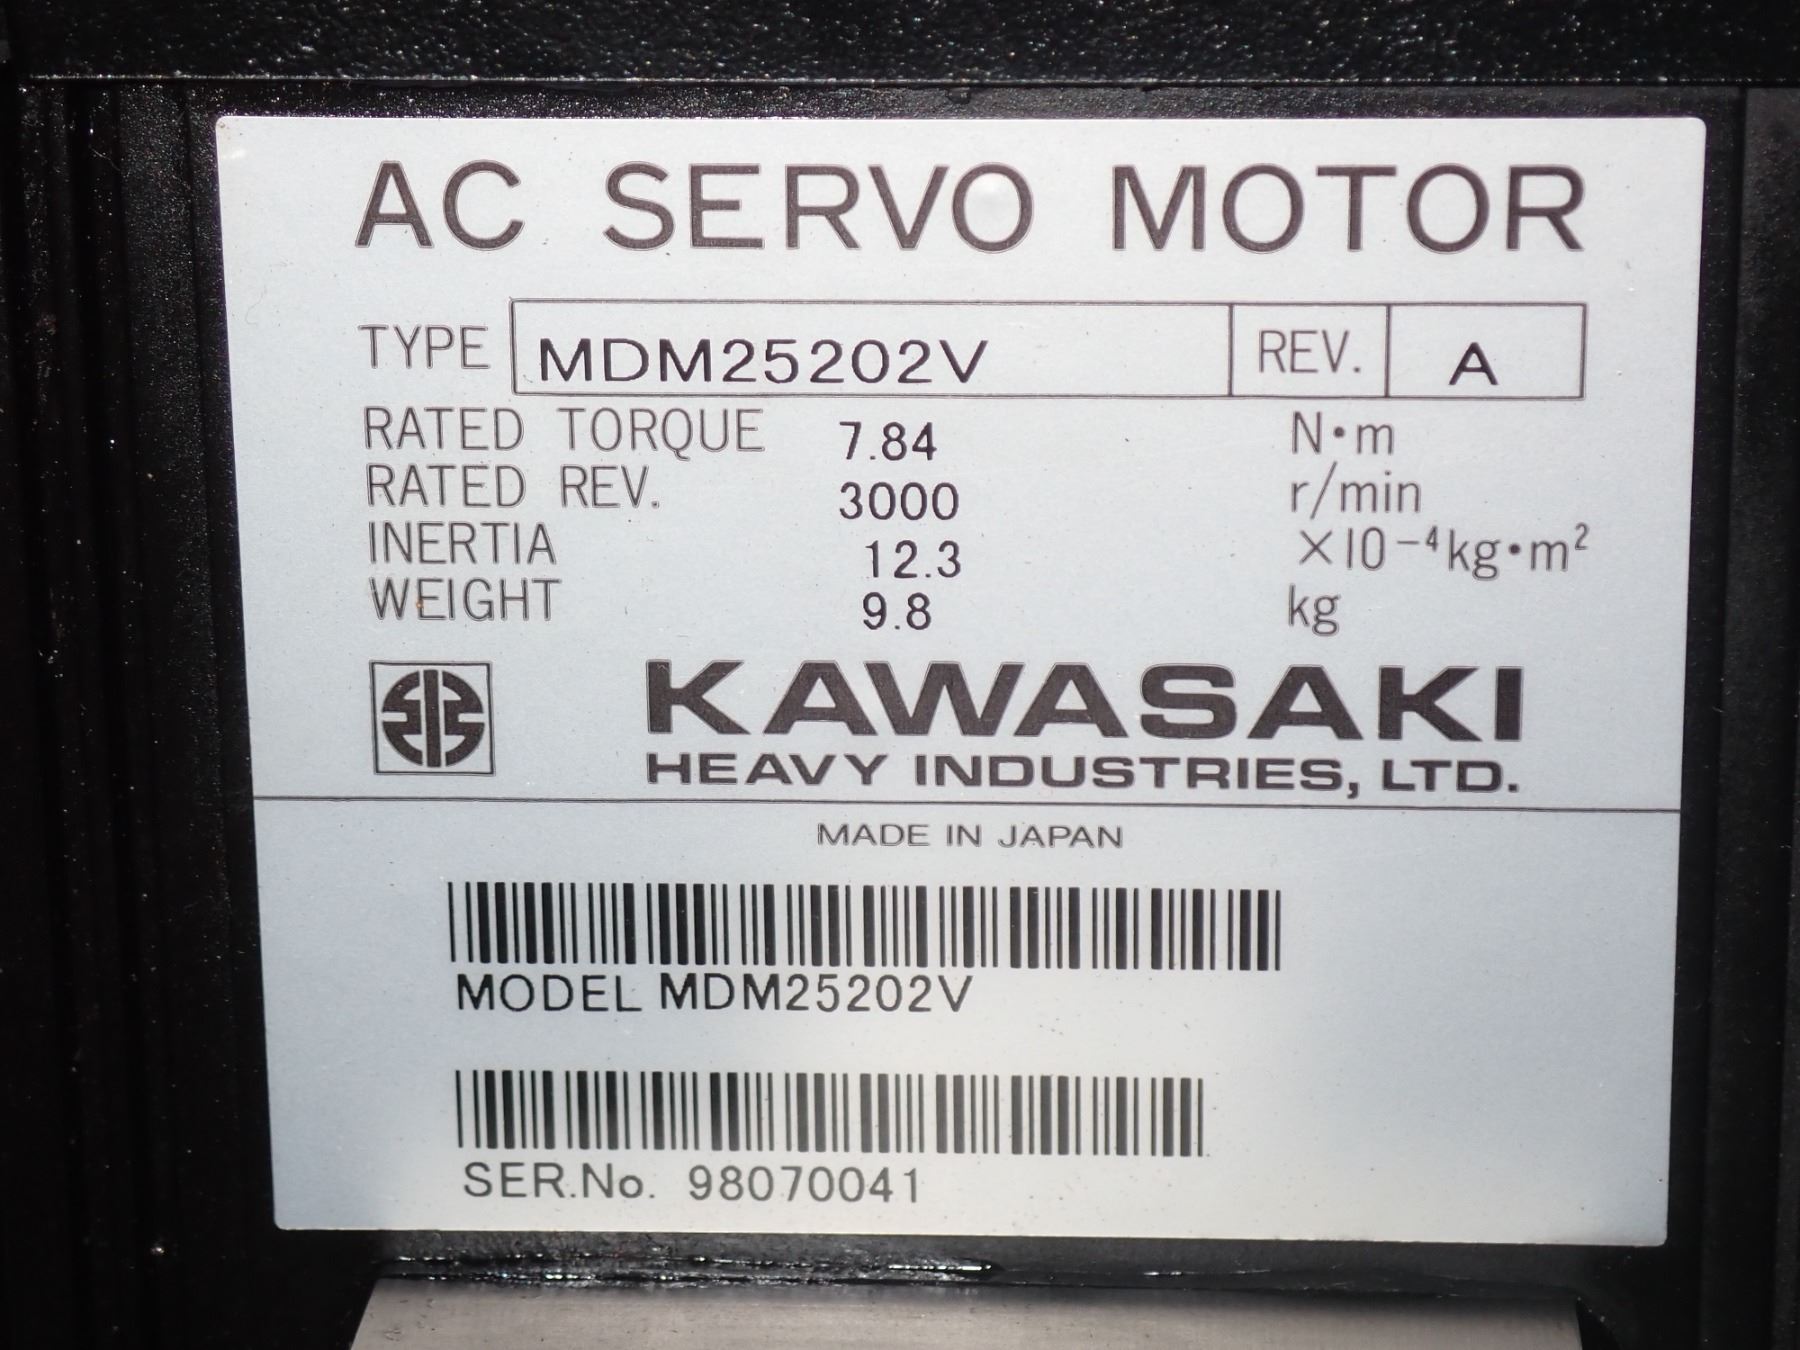 AC SERVO MOTOR
TYPE MDM25202V REV. A
RATED TORQUE 7.84 N・m
RATED REV. 3000 r/min
INERTIA 12.3 ×10⁻⁴kg・m²
WEIGHT 9.8 kg
KAWASAKI
HEAVY INDUSTRIES, LTD.
MADE IN JAPAN
MODEL MDM25202V
SER.No. 98070041